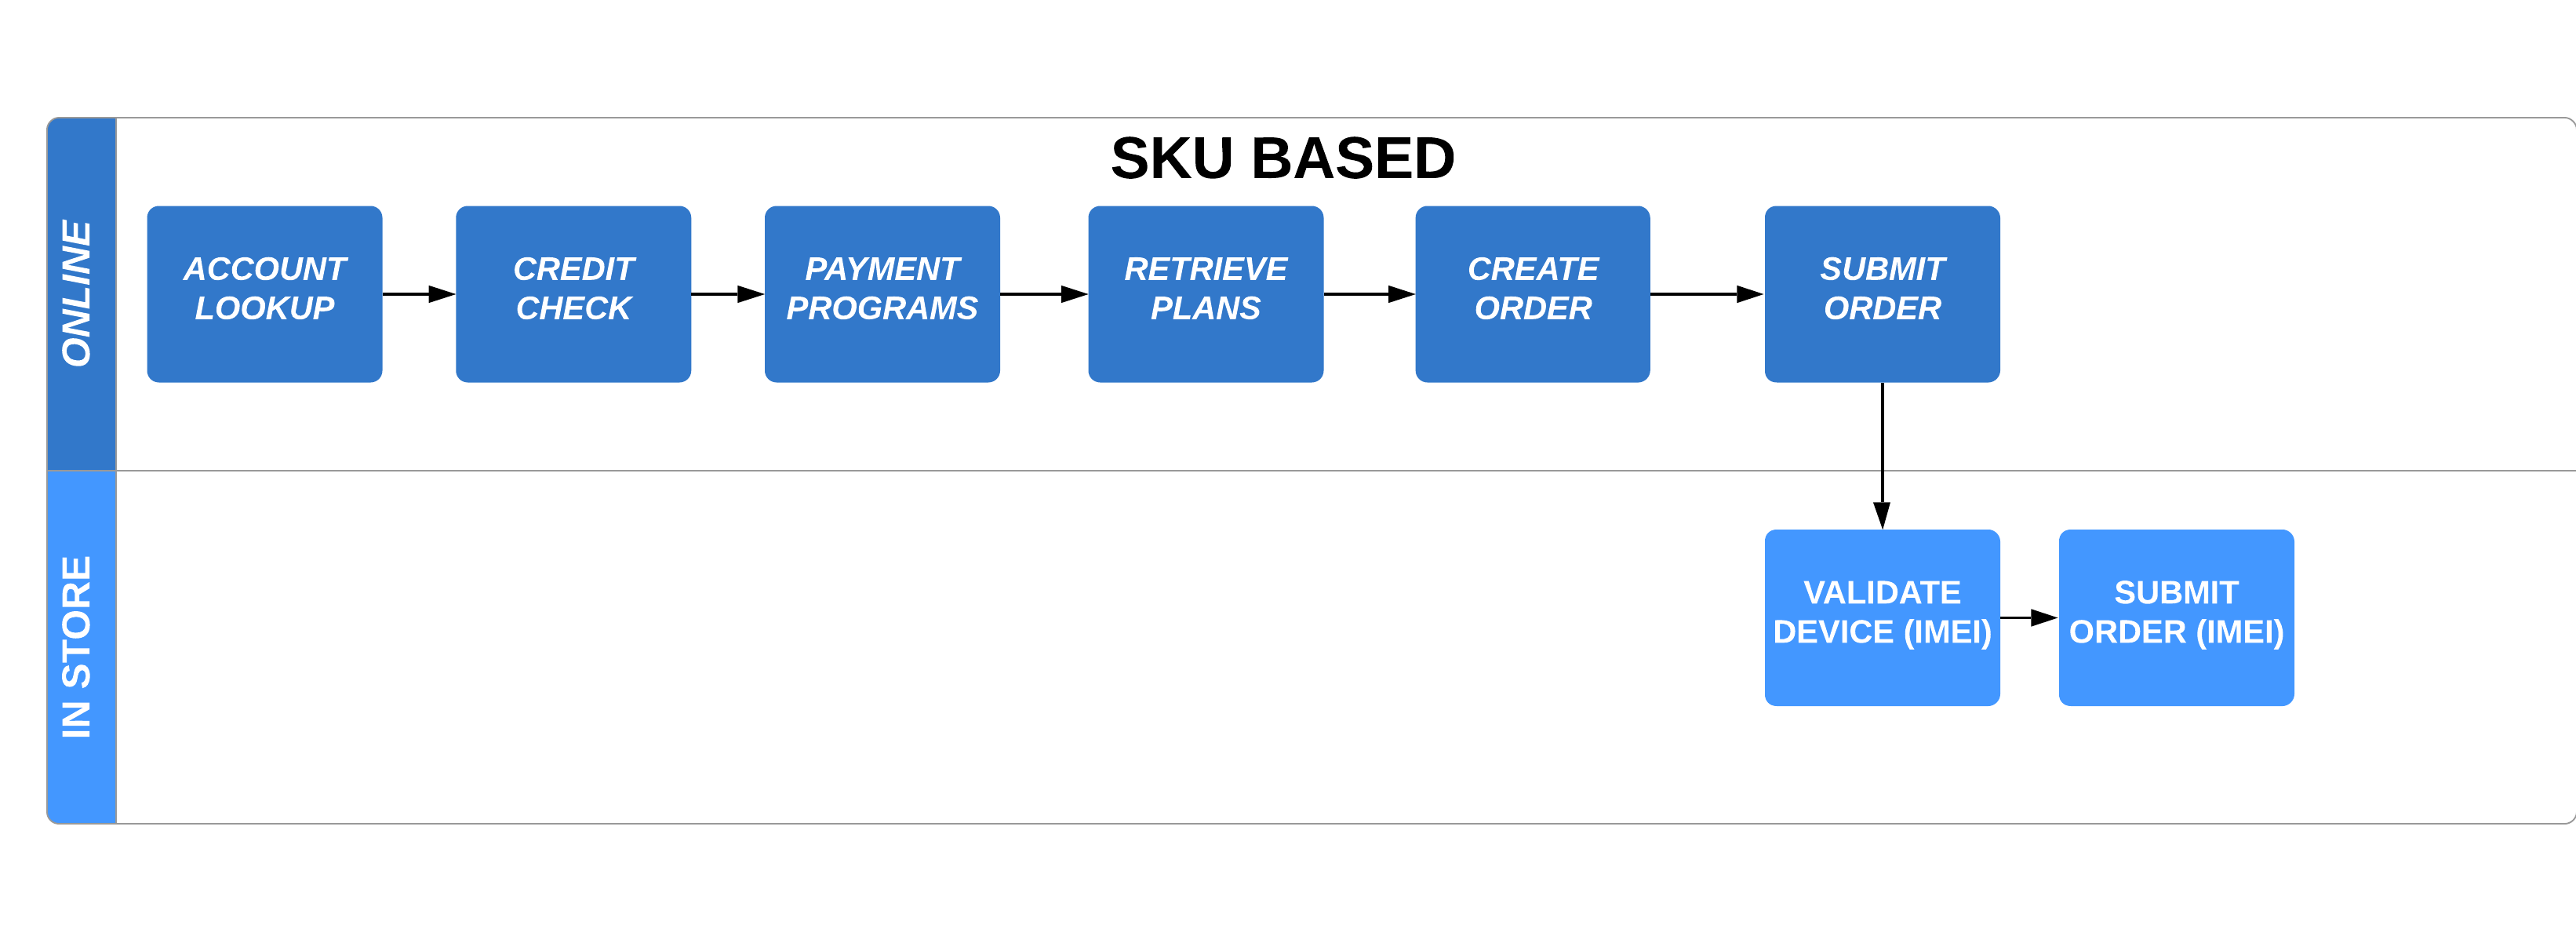 SKU BASED
ONLINE
ACCOUNT
LOOKUP
CREDIT
CHECK
PAYMENT
PROGRAMS
RETRIEVE
PLANS
CREATE
ORDER
SUBMIT
ORDER
IN STORE
VALIDATE
DEVICE (IMEI)
SUBMIT
ORDER (IMEI)